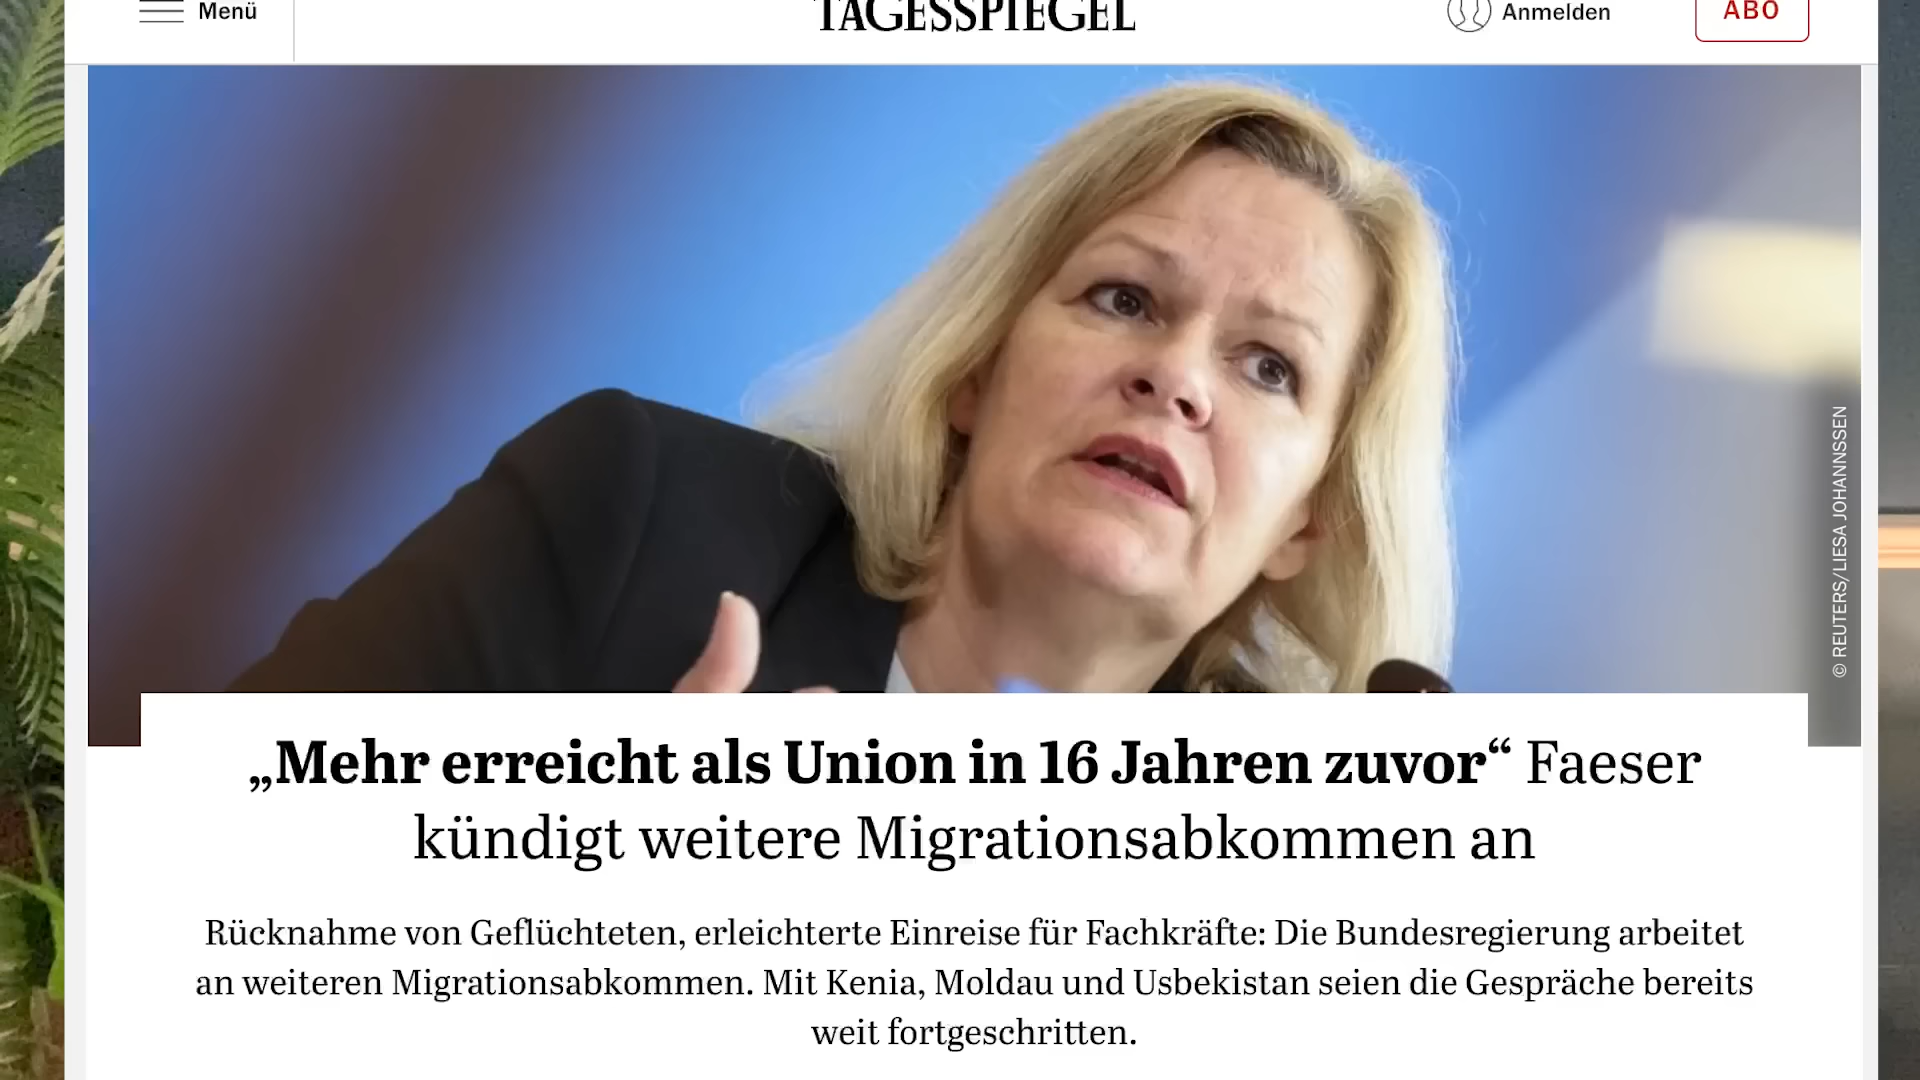 Menü
TAGESSPIEGEL
Anmelden
ABO
© REUTERS/LIESA JOHANNSSEN
„Mehr erreicht als Union in 16 Jahren zuvor“ Faeser
kündigt weitere Migrationsabkommen an
Rücknahme von Geflüchteten, erleichterte Einreise für Fachkräfte: Die Bundesregierung arbeitet
an weiteren Migrationsabkommen. Mit Kenia, Moldau und Usbekistan seien die Gespräche bereits
weit fortgeschritten.